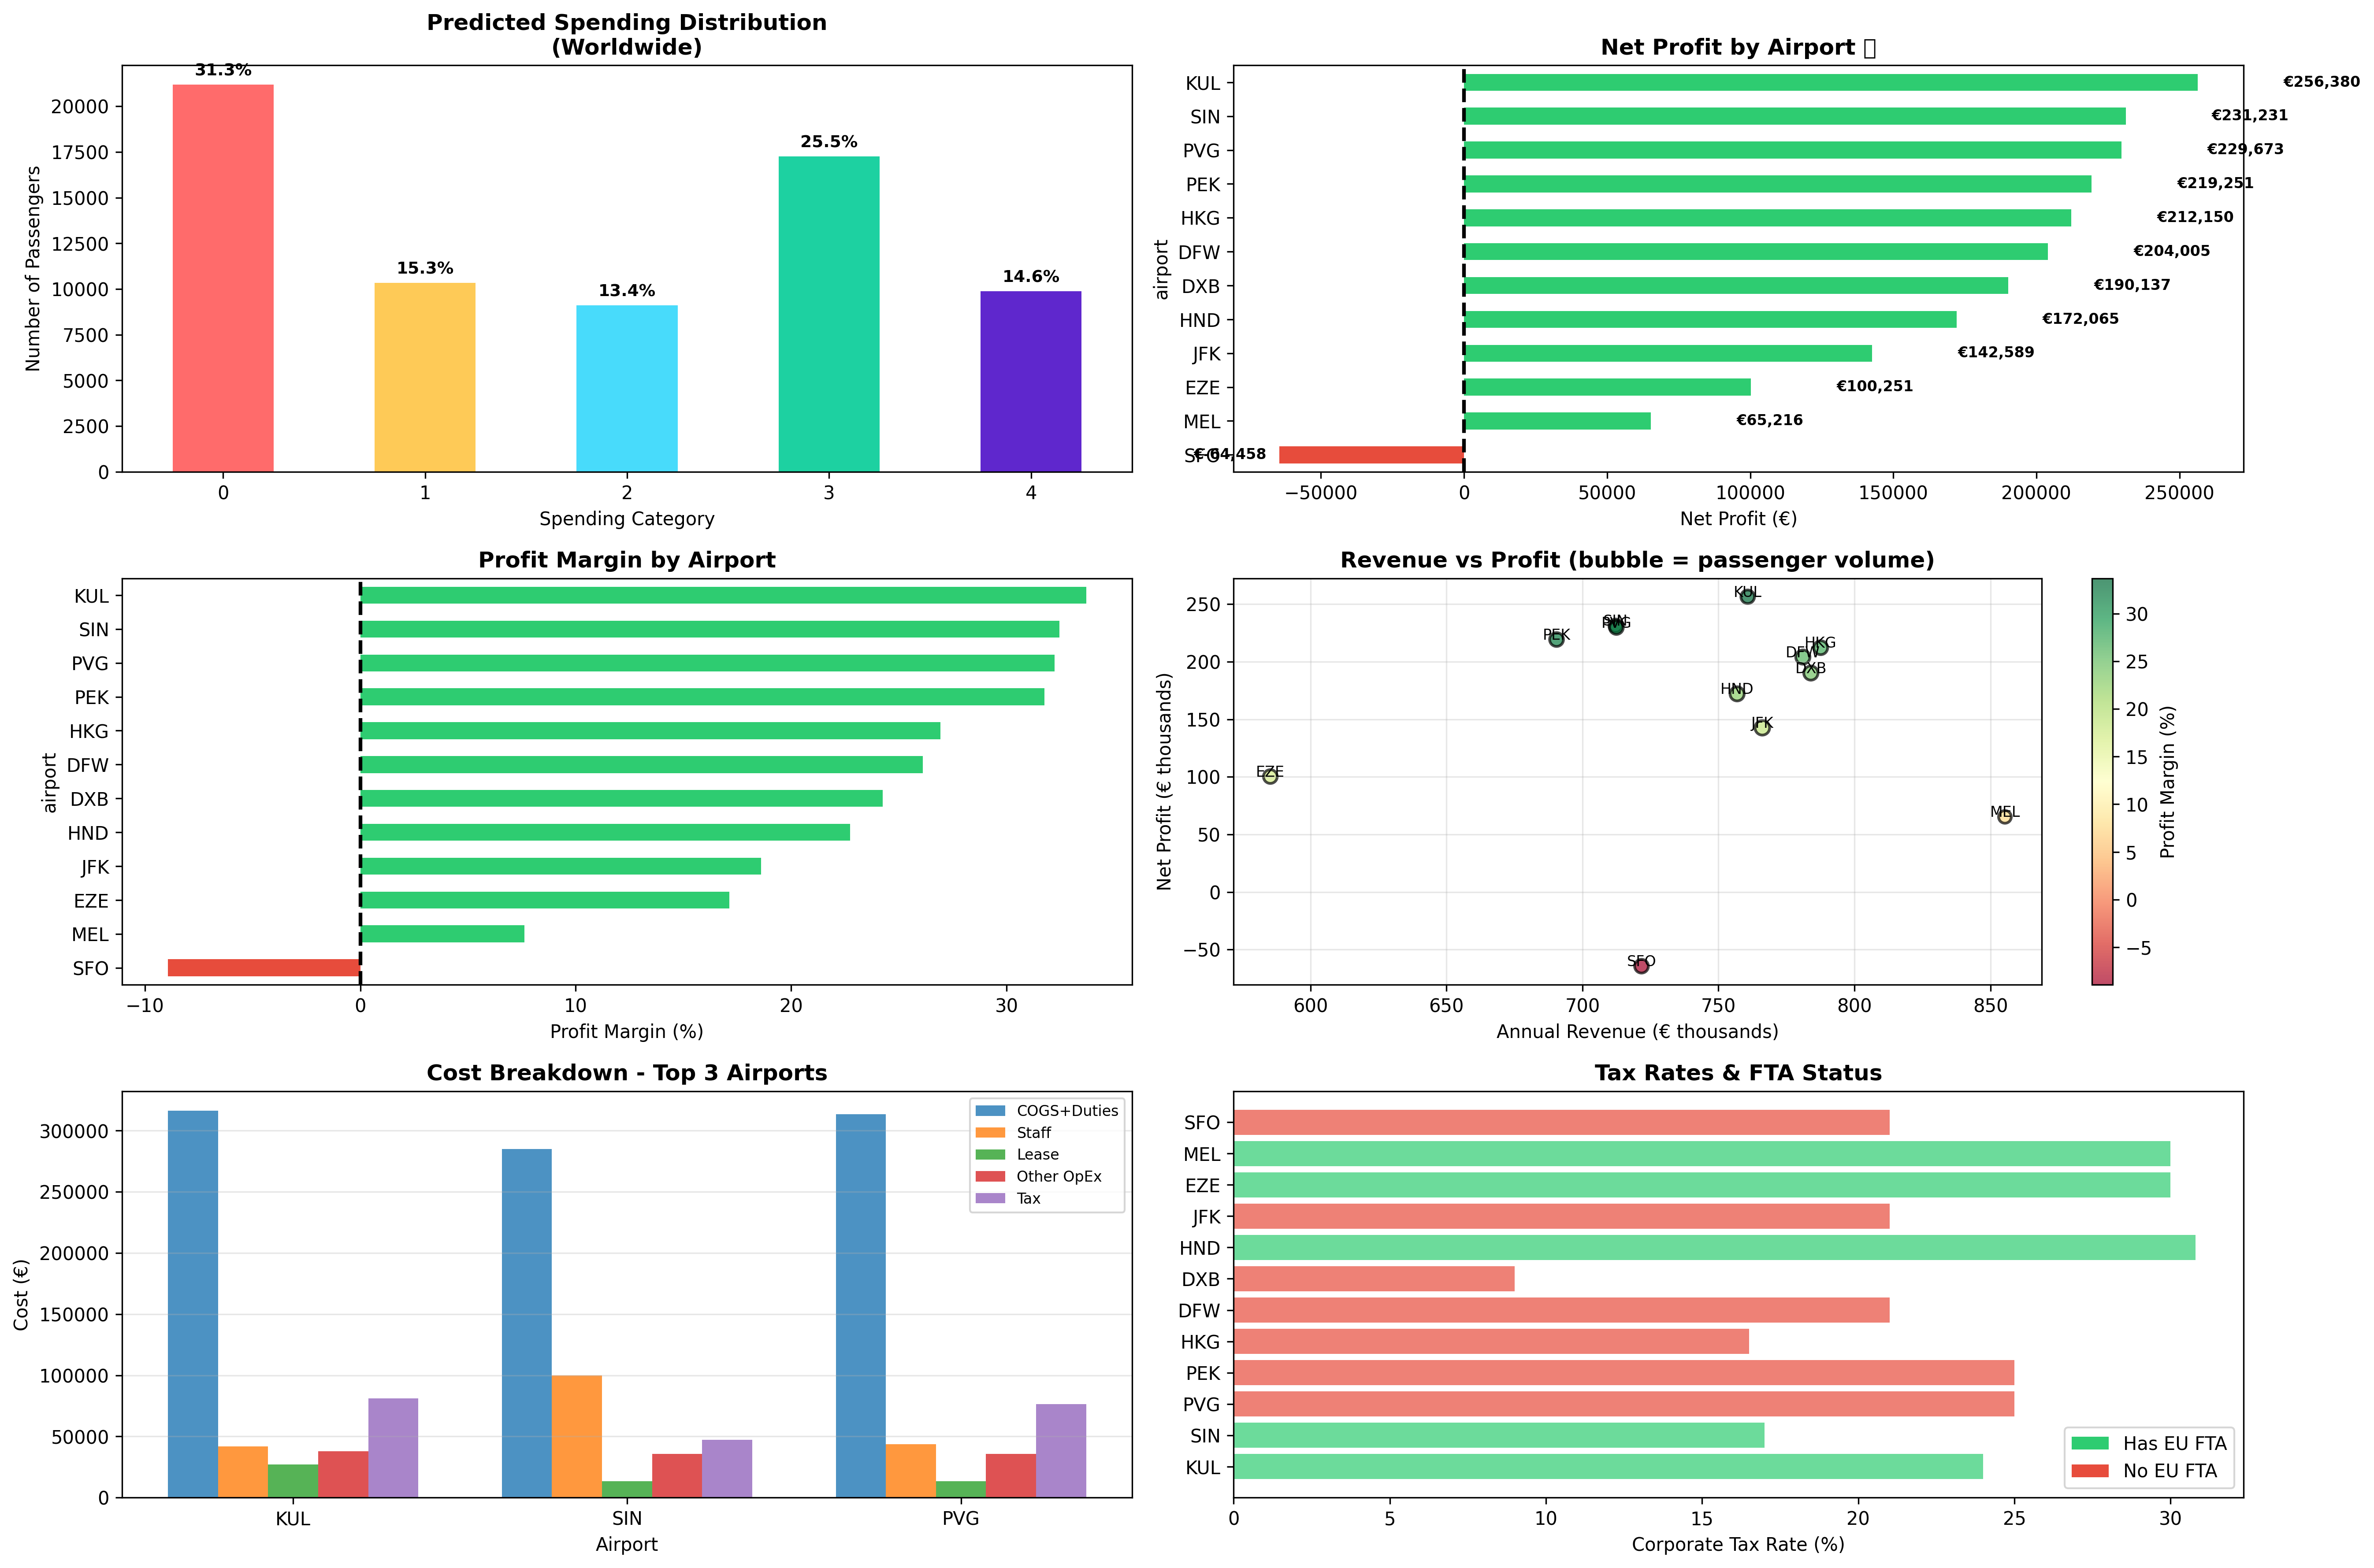 Predicted Spending Distribution
(Worldwide)
31.3%
15.3%
13.4%
25.5%
14.6%
20000
17500
15000
12500
10000
7500
5000
2500
0
Number of Passengers
0 1 2 3 4
Spending Category
Net Profit by Airport
KUL €256,380
SIN €231,231
PVG €229,673
PEK €219,251
HKG €212,150
DFW €204,005
DXB €190,137
HND €172,065
JFK €142,589
EZE €100,251
MEL €65,216
SFO €-64,458
airport
−50000 0 50000 100000 150000 200000 250000
Net Profit (€)
Profit Margin by Airport
KUL
SIN
PVG
PEK
HKG
DFW
DXB
HND
JFK
EZE
MEL
SFO
airport
−10 0 10 20 30
Profit Margin (%)
Revenue vs Profit (bubble = passenger volume)
250
200
150
100
50
0
−50
Net Profit (€ thousands)
KUL
SIN
PVG
PEK
HKG
DFW
DXB
HND
JFK
EZE
MEL
SFO
600 650 700 750 800 850
Annual Revenue (€ thousands)
30
25
20
15
10
5
0
−5
Profit Margin (%)
Cost Breakdown - Top 3 Airports
COGS+Duties
Staff
Lease
Other OpEx
Tax
300000
250000
200000
150000
100000
50000
0
Cost (€)
KUL SIN PVG
Airport
Tax Rates & FTA Status
SFO
MEL
EZE
JFK
HND
DXB
DFW
HKG
PEK
PVG
SIN
KUL
Has EU FTA
No EU FTA
0 5 10 15 20 25 30
Corporate Tax Rate (%)